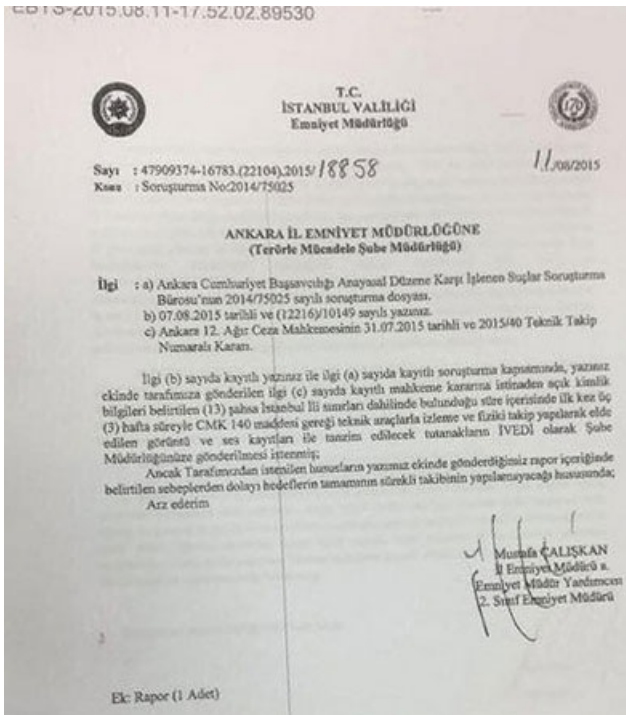 EBYS-2015.08.11-17.52.02.89530
T.C.
İSTANBUL VALİLİĞİ
Emniyet Müdürlüğü
170
Sayı : 47909374-16783.(22104).2015/18858
11/08/2015
Konu : Soruşturma No:2014/75025
ANKARA İL EMNİYET MÜDÜRLÜĞÜNE
(Terörle Mücadele Şube Müdürlüğü)
İlgi : a) Ankara Cumhuriyet Başsavcılığı Anayasal Düzene Karşı İşlenen Suçlar Soruşturma
Bürosu'nun 2014/75025 sayılı soruşturma dosyası.
b) 07.08.2015 tarihli ve (12216)/10149 sayılı yazınız.
c) Ankara 12. Ağır Ceza Mahkemesinin 31.07.2015 tarihli ve 2015/40 Teknik Takip
Numaralı Kararı.
İlgi (b) sayıda kayıtlı yazınız ile ilgi (a) sayıda kayıtlı soruşturma kapsamında, yazınız
ekinde tarafımıza gönderilen ilgi (c) sayıda kayıtlı mahkeme kararına istinaden açık kimlik
bilgileri belirtilen (13) şahsa İstanbul İli sınırları dahilinde bulunduğu süre içerisinde ilk kez üç
(3) hafta süreyle CMK 140 maddesi gereği teknik araçlarla izleme ve fiziki takip yapılarak elde
edilen görüntü ve ses kayıtları ile tanzim edilecek tutanakların İVEDİ olarak Şube
Müdürlüğünüze gönderilmesi istenmiş;
Ancak Tarafımızdan istenilen hususların yazımız ekinde gönderdiğimiz rapor içeriğinde
belirtilen sebeplerden dolayı hedeflerin tamamının sürekli takibinin yapılamayacağı hususunda;
Arz ederim
Mustafa ÇALIŞKAN
İl Emniyet Müdürü a.
Emniyet Müdür Yardımcısı
2. Sınıf Emniyet Müdürü
Ek: Rapor (1 Adet)